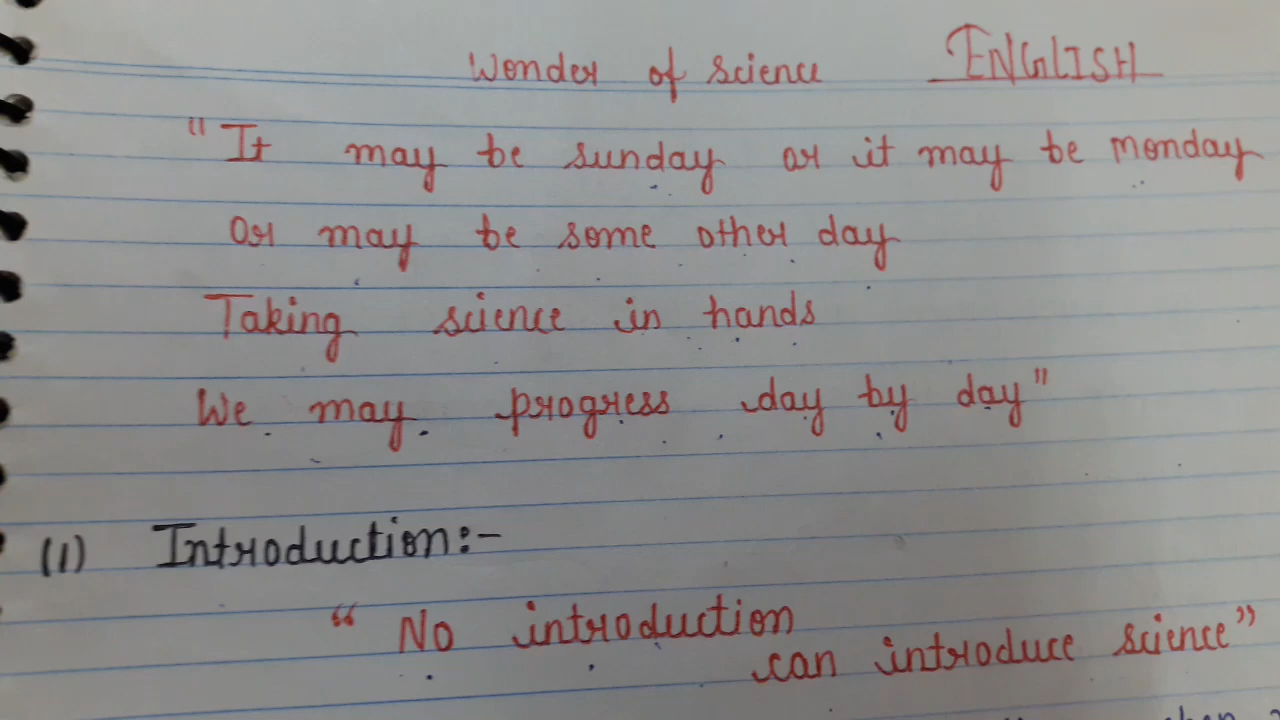 Wonder of science ENGLISH
"It may be sunday or it may be monday
or may be some other day
Taking science in hands
We may progress day by day"
(1) Introduction:-
"No introduction
can introduce science"